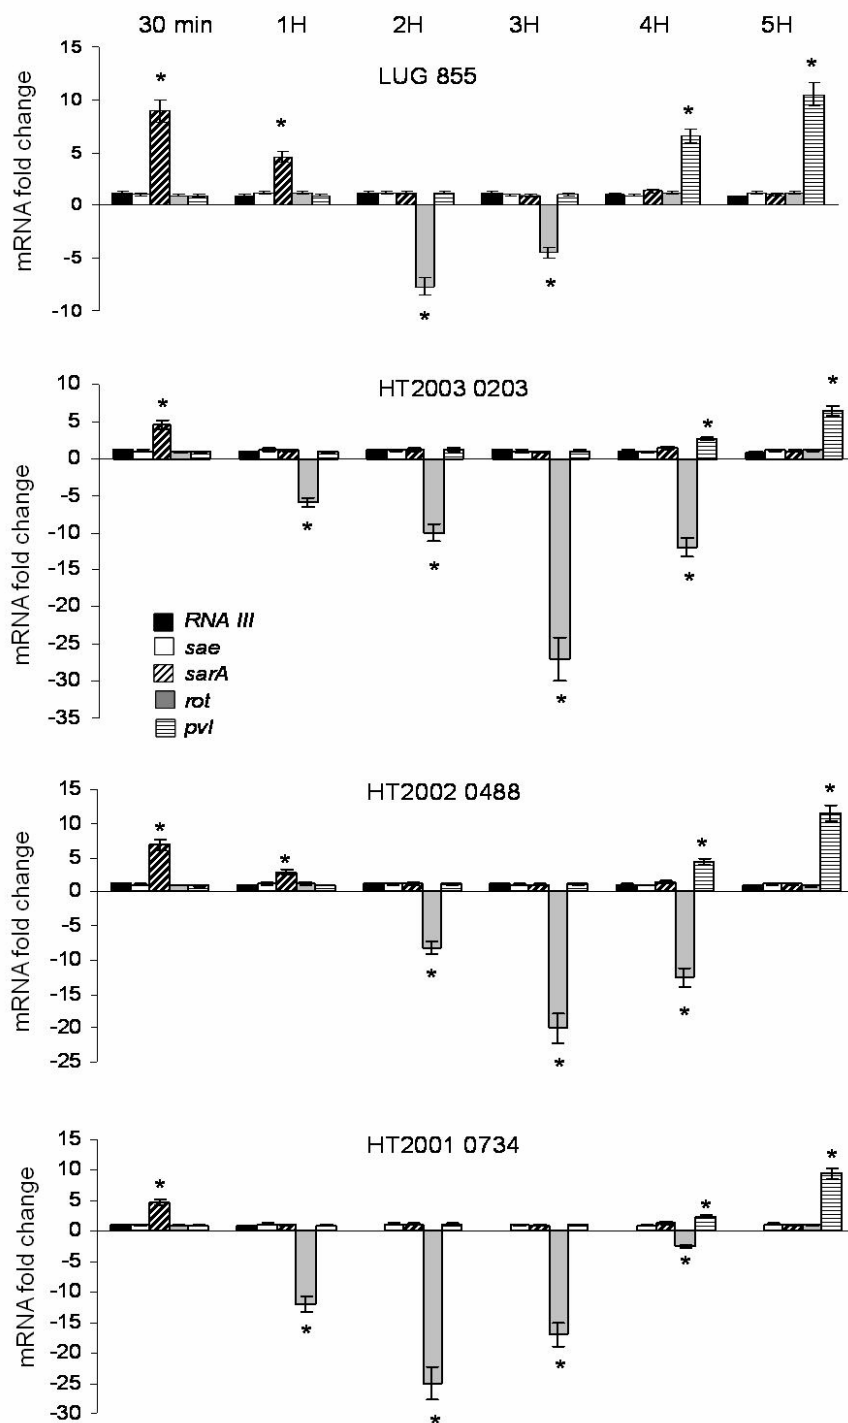 30 min 1H 2H 3H 4H 5H
LUG 855
mRNA fold change
15
10
5
0
-5
-10
* * * * * *
HT2003 0203
mRNA fold change
10
5
0
-5
-10
-15
-20
-25
-30
-35
* * * * * * *
RNA III
sae
sarA
rot
pvl
HT2002 0488
mRNA fold change
15
10
5
0
-5
-10
-15
-20
-25
* * * * * * *
HT2001 0734
mRNA fold change
15
10
5
0
-5
-10
-15
-20
-25
-30
* * * * * * *